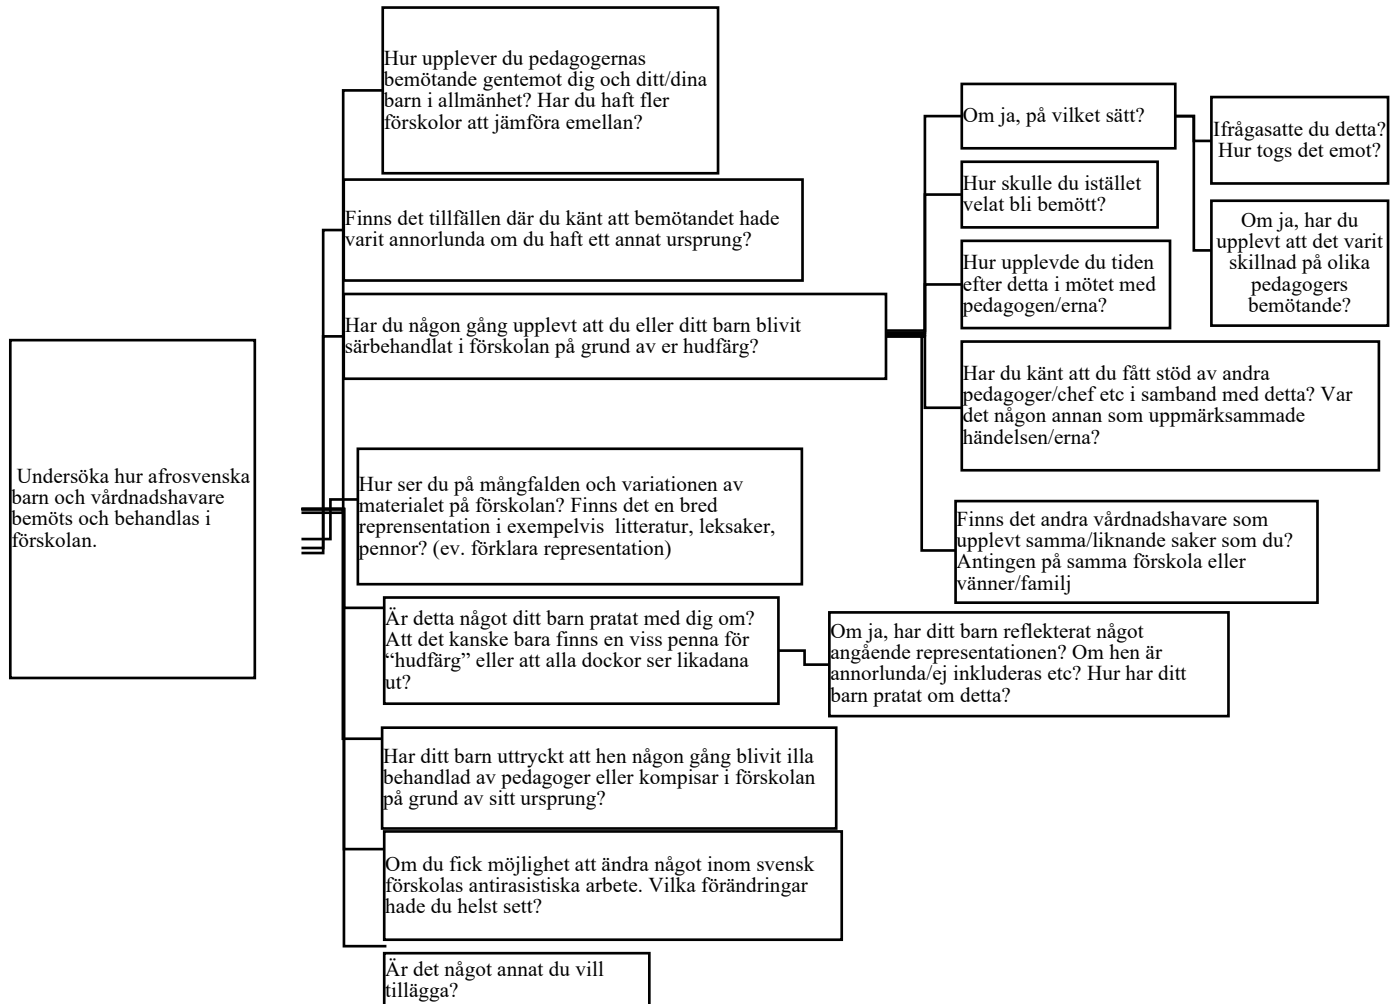 Undersöka hur afrosvenska
barn och vårdnadshavare
bemöts och behandlas i
förskolan.
Hur upplever du pedagogernas
bemötande gentemot dig och ditt/dina
barn i allmänhet? Har du haft fler
förskolor att jämföra emellan?
Finns det tillfällen där du känt att bemötandet hade
varit annorlunda om du haft ett annat ursprung?
Har du någon gång upplevt att du eller ditt barn blivit
särbehandlat i förskolan på grund av er hudfärg?
Om ja, på vilket sätt?
Ifrågasatte du detta?
Hur togs det emot?
Om ja, har du
upplevt att det varit
skillnad på olika
pedagogers
bemötande?
Hur skulle du istället
velat bli bemött?
Hur upplevde du tiden
efter detta i mötet med
pedagogen/erna?
Har du känt att du fått stöd av andra
pedagoger/chef etc i samband med detta? Var
det någon annan som uppmärksammade
händelsen/erna?
Finns det andra vårdnadshavare som
upplevt samma/liknande saker som du?
Antingen på samma förskola eller
vänner/familj
Hur ser du på mångfalden och variationen av
materialet på förskolan? Finns det en bred
reprensentation i exempelvis  litteratur, leksaker,
pennor? (ev. förklara representation)
Är detta något ditt barn pratat med dig om?
Att det kanske bara finns en viss penna för
“hudfärg” eller att alla dockor ser likadana
ut?
Om ja, har ditt barn reflekterat något
angående representationen? Om hen är
annorlunda/ej inkluderas etc? Hur har ditt
barn pratat om detta?
Har ditt barn uttryckt att hen någon gång blivit illa
behandlad av pedagoger eller kompisar i förskolan
på grund av sitt ursprung?
Om du fick möjlighet att ändra något inom svensk
förskolas antirasistiska arbete. Vilka förändringar
hade du helst sett?
Är det något annat du vill
tillägga?